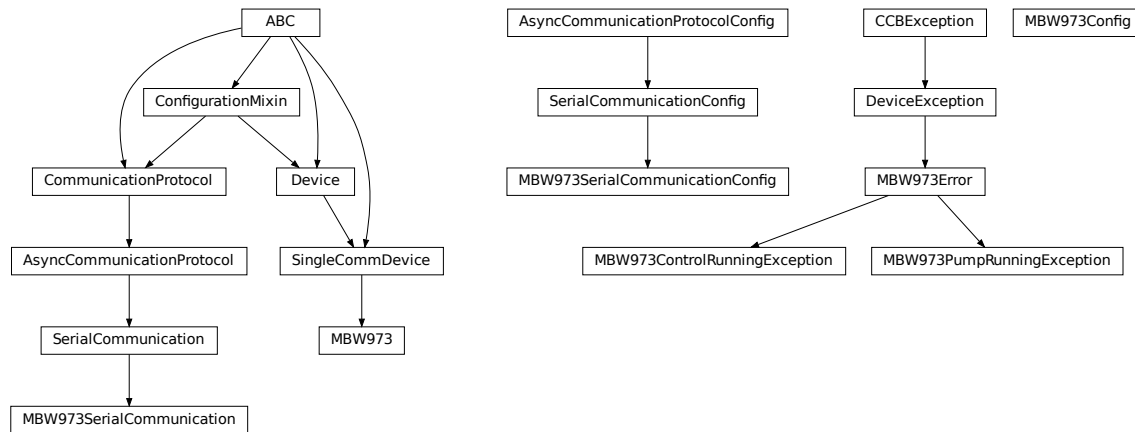 ABC
AsyncCommunicationProtocolConfig
CCBException
MBW973Config
ConfigurationMixin
SerialCommunicationConfig
DeviceException
CommunicationProtocol
Device
MBW973SerialCommunicationConfig
MBW973Error
AsyncCommunicationProtocol
SingleCommDevice
MBW973ControlRunningException
MBW973PumpRunningException
SerialCommunication
MBW973
MBW973SerialCommunication